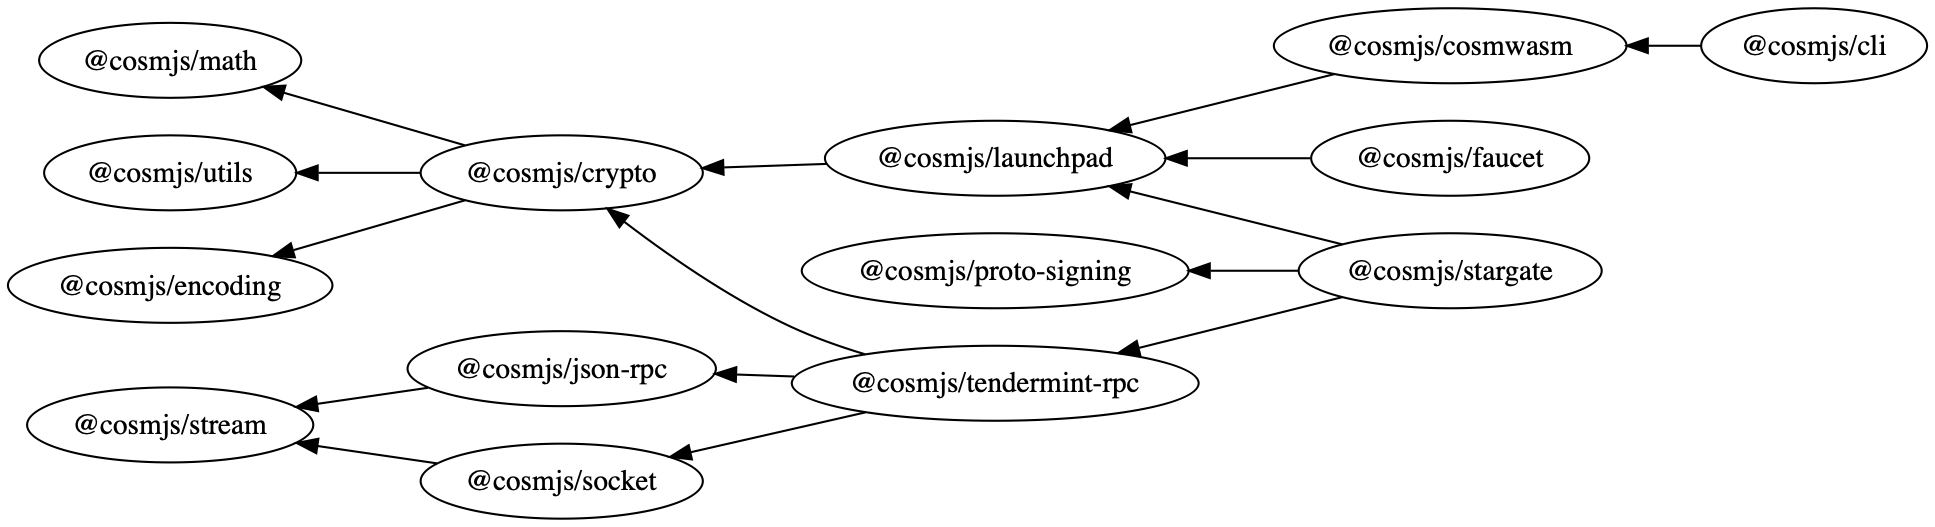 @cosmjs/math
@cosmjs/utils
@cosmjs/encoding
@cosmjs/stream
@cosmjs/crypto
@cosmjs/json-rpc
@cosmjs/socket
@cosmjs/launchpad
@cosmjs/proto-signing
@cosmjs/tendermint-rpc
@cosmjs/cosmwasm
@cosmjs/faucet
@cosmjs/stargate
@cosmjs/cli